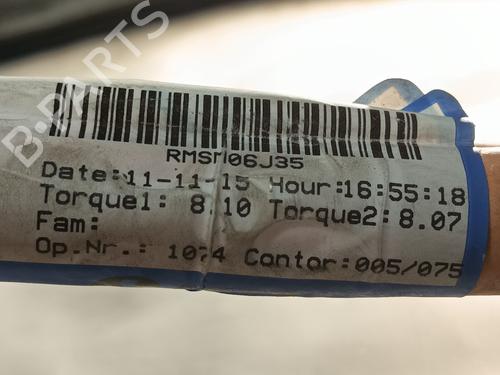 B-PARTS
RMSM06J35
Date:11-11-15 Hour:16:55:18
Torque1: 8.10 Torque2: 8.07
Fam:
Op.Nr.: 1074 Contor:005/075